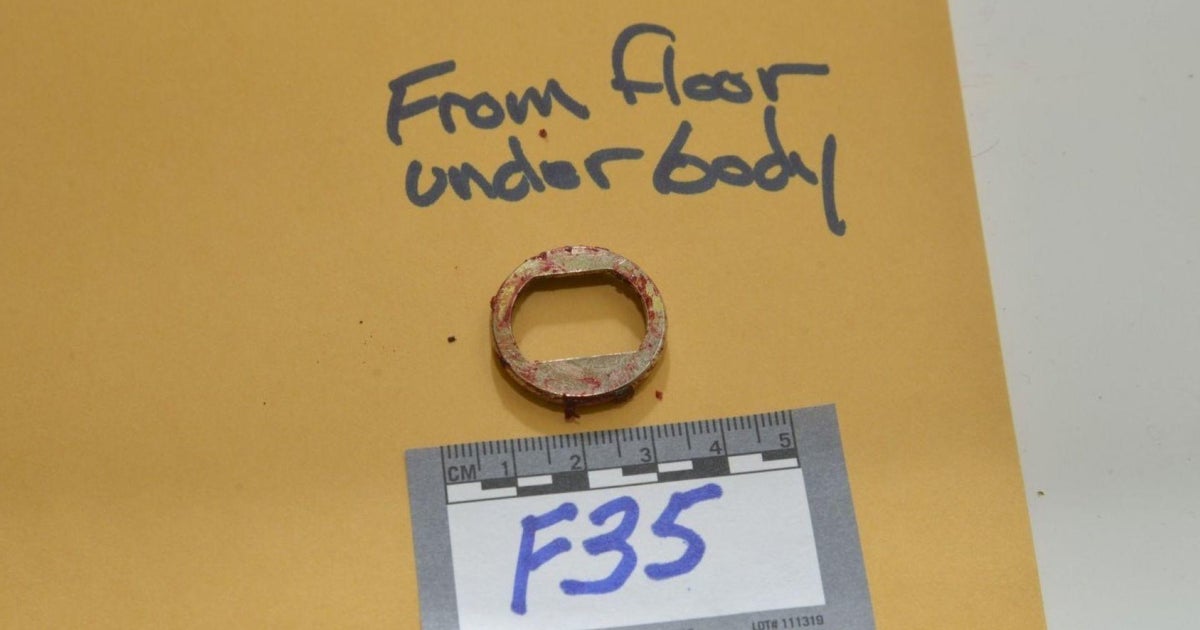 From floor
under body
CM 1 2 3 4 5
F35
LOT# 111319